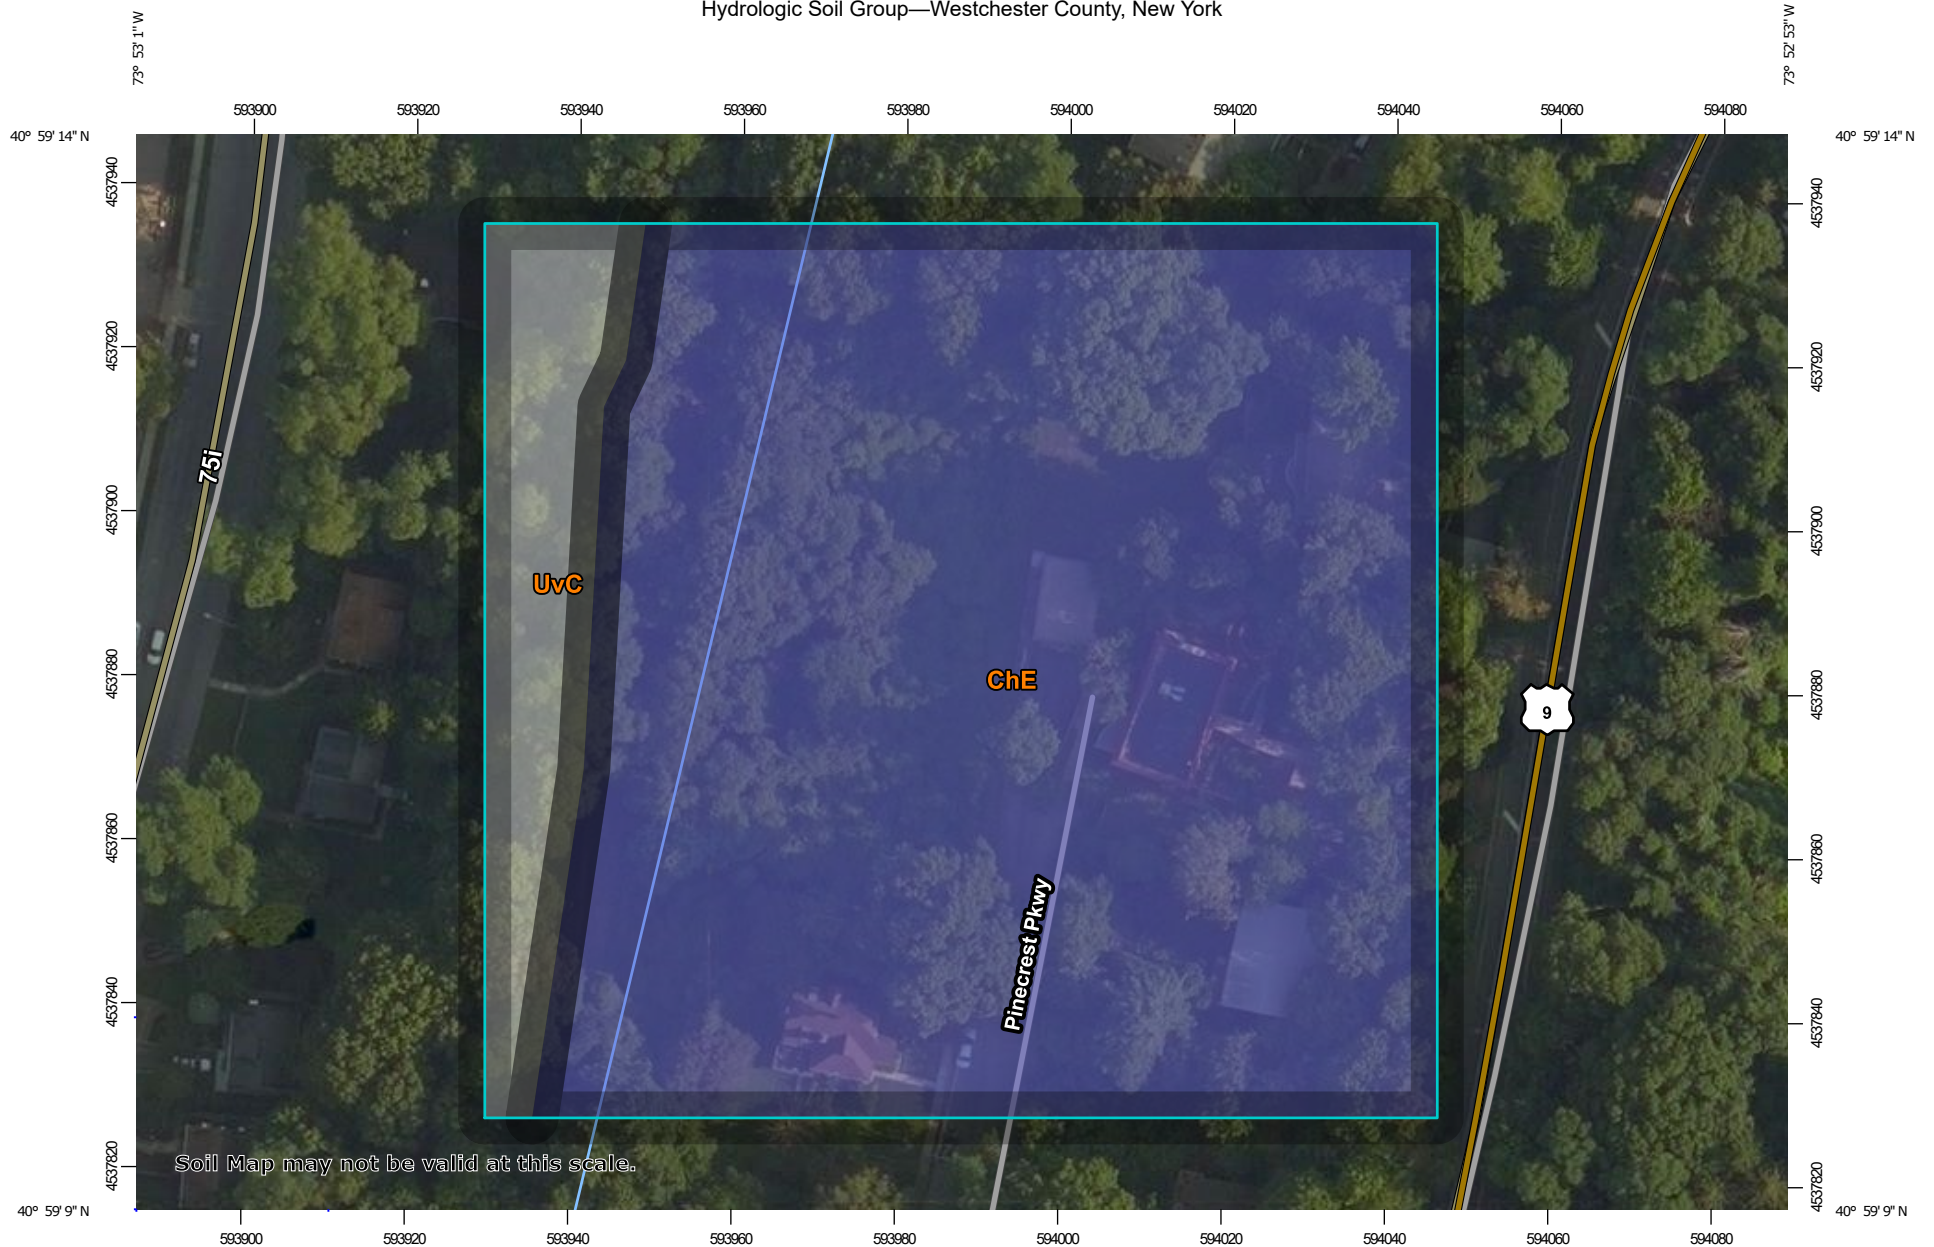 Hydrologic Soil Group—Westchester County, New York
73° 53' 1" W
73° 52' 53" W
593900 593920 593940 593960 593980 594000 594020 594040 594060 594080
40° 59' 14" N
40° 59' 14" N
4537940
4537940
4537920
4537920
75i
4537900
4537900
UvC
4537880
ChE
4537880
9
4537860
4537860
Pinecrest Pkwy
4537840
4537840
4537820
Soil Map may not be valid at this scale.
4537820
40° 59' 9" N
40° 59' 9" N
593900 593920 593940 593960 593980 594000 594020 594040 594060 594080